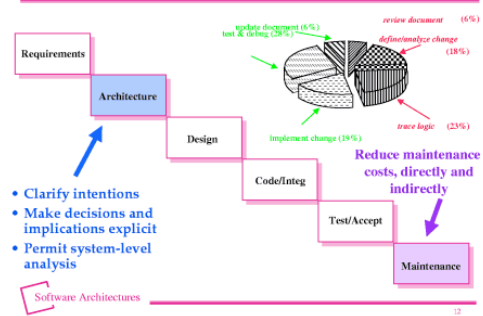 update document (6%)
test & debug (28%)
review document (6%)
define/analyze change
(18%)
trace logic (23%)
implement change (19%)
Requirements
Architecture
Design
Code/Integ
Test/Accept
Maintenance
Reduce maintenance
costs, directly and
indirectly
• Clarify intentions
• Make decisions and
implications explicit
• Permit system-level
analysis
Software Architectures
12